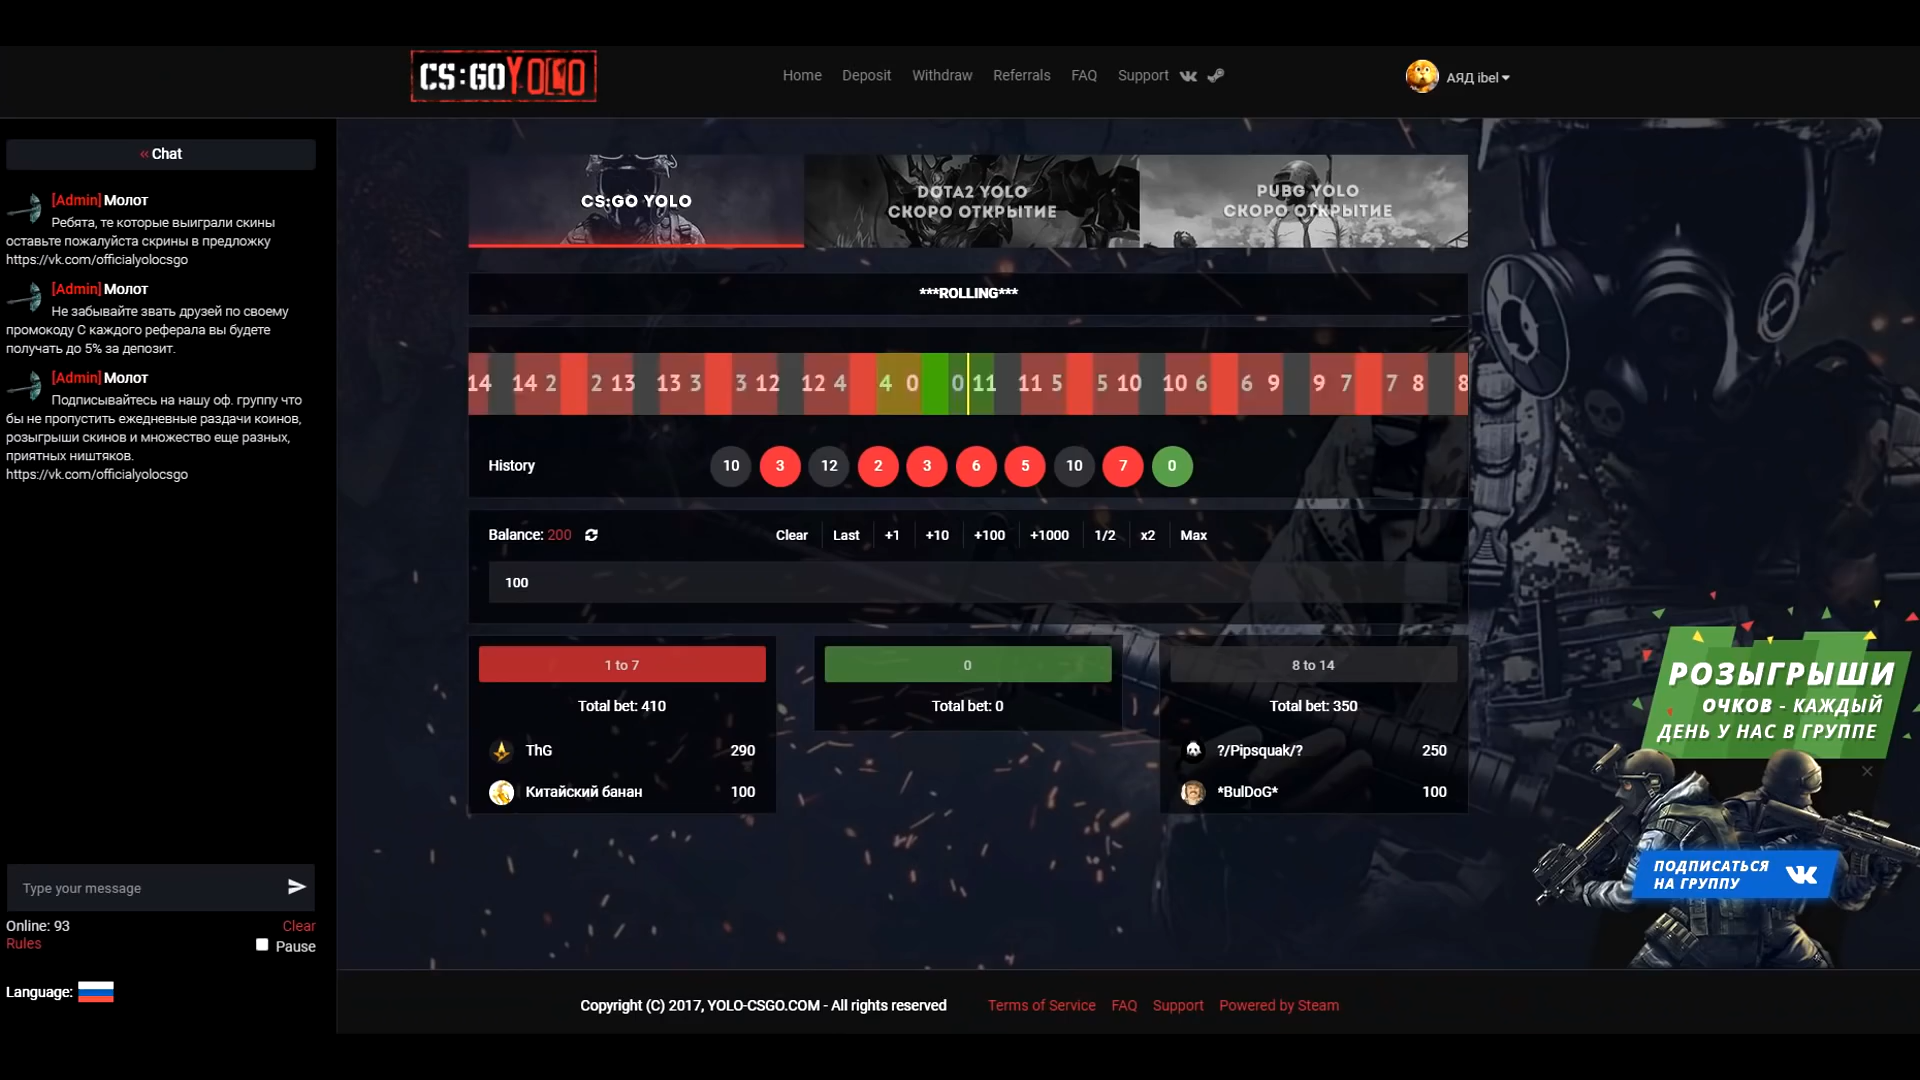 CS:GO YOLO
Home Deposit Withdraw Referrals FAQ Support
АЯД ibel
« Chat
[Admin] Молот
Ребята, те которые выиграли скины
оставьте пожалуйста скрины в предложку
https://vk.com/officialyolocsgo
[Admin] Молот
Не забывайте звать друзей по своему
промокоду С каждого реферала вы будете
получать до 5% за депозит.
[Admin] Молот
Подписывайтесь на нашу оф. группу что
бы не пропустить ежедневные раздачи коинов,
розыгрыши скинов и множество еще разных,
приятных ништяков.
https://vk.com/officialyolocsgo
Type your message
Online: 93 Clear
Rules Pause
Language:
CS:GO YOLO
DOTA2 YOLO
СКОРО ОТКРЫТИЕ
PUBG YOLO
СКОРО ОТКРЫТИЕ
***ROLLING***
14 14 2 2 13 13 3 3 12 12 4 4 0 0 11 11 5 5 10 10 6 6 9 9 7 7 8 8
History 10 3 12 2 3 6 5 10 7 0
Balance: 200 Clear Last +1 +10 +100 +1000 1/2 x2 Max
100
1 to 7
Total bet: 410
ThG 290
Китайский банан 100
0
Total bet: 0
8 to 14
Total bet: 350
?/Pipsquak/? 250
*BulDoG* 100
РОЗЫГРЫШИ
ОЧКОВ - КАЖДЫЙ
ДЕНЬ У НАС В ГРУППЕ
ПОДПИСАТЬСЯ
НА ГРУППУ
Copyright (C) 2017, YOLO-CSGO.COM - All rights reserved Terms of Service FAQ Support Powered by Steam